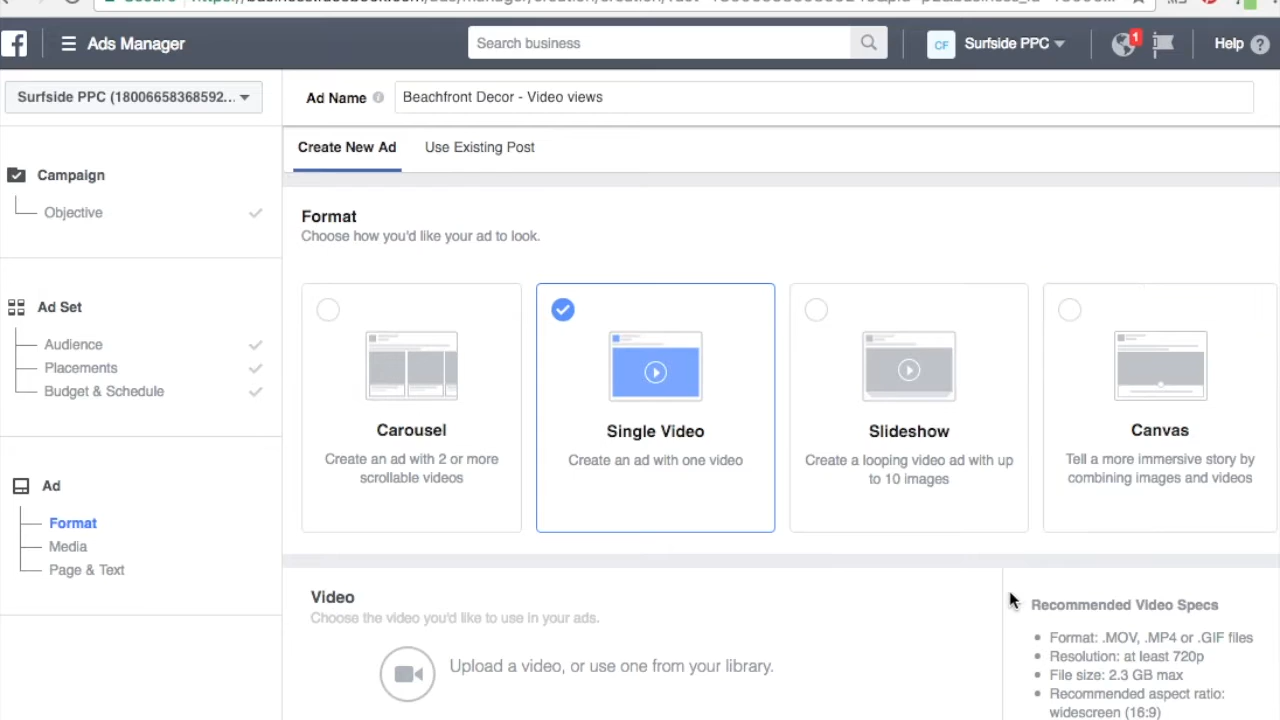 Ads Manager
Search business
CF
Surfside PPC
1
Help ?
Surfside PPC (18006658368592...
Ad Name
Beachfront Decor - Video views
Create New Ad
Use Existing Post
Campaign
Objective
Ad Set
Audience
Placements
Budget & Schedule
Ad
Format
Media
Page & Text
Format
Choose how you'd like your ad to look.
Carousel
Create an ad with 2 or more
scrollable videos
Single Video
Create an ad with one video
Slideshow
Create a looping video ad with up
to 10 images
Canvas
Tell a more immersive story by
combining images and videos
Video
Choose the video you'd like to use in your ads.
Upload a video, or use one from your library.
Recommended Video Specs
Format: .MOV, .MP4 or .GIF files
Resolution: at least 720p
File size: 2.3 GB max
Recommended aspect ratio:
widescreen (16:9)